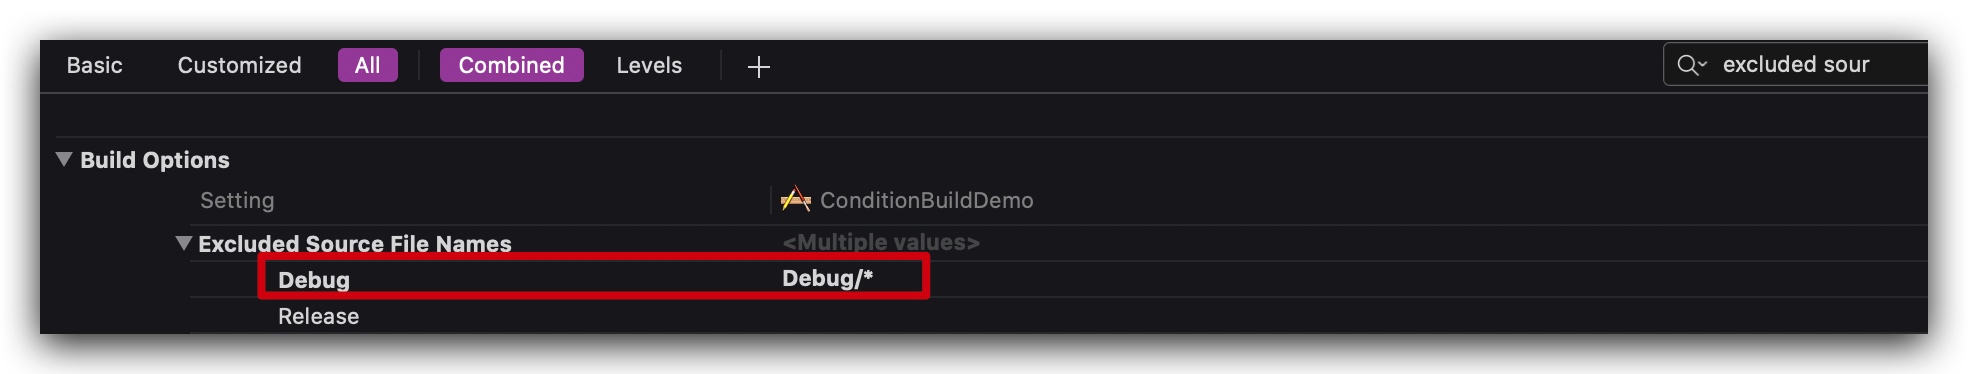 Basic Customized All Combined Levels excluded sour
Build Options
Setting ConditionBuildDemo
Excluded Source File Names <Multiple values>
Debug Debug/*
Release